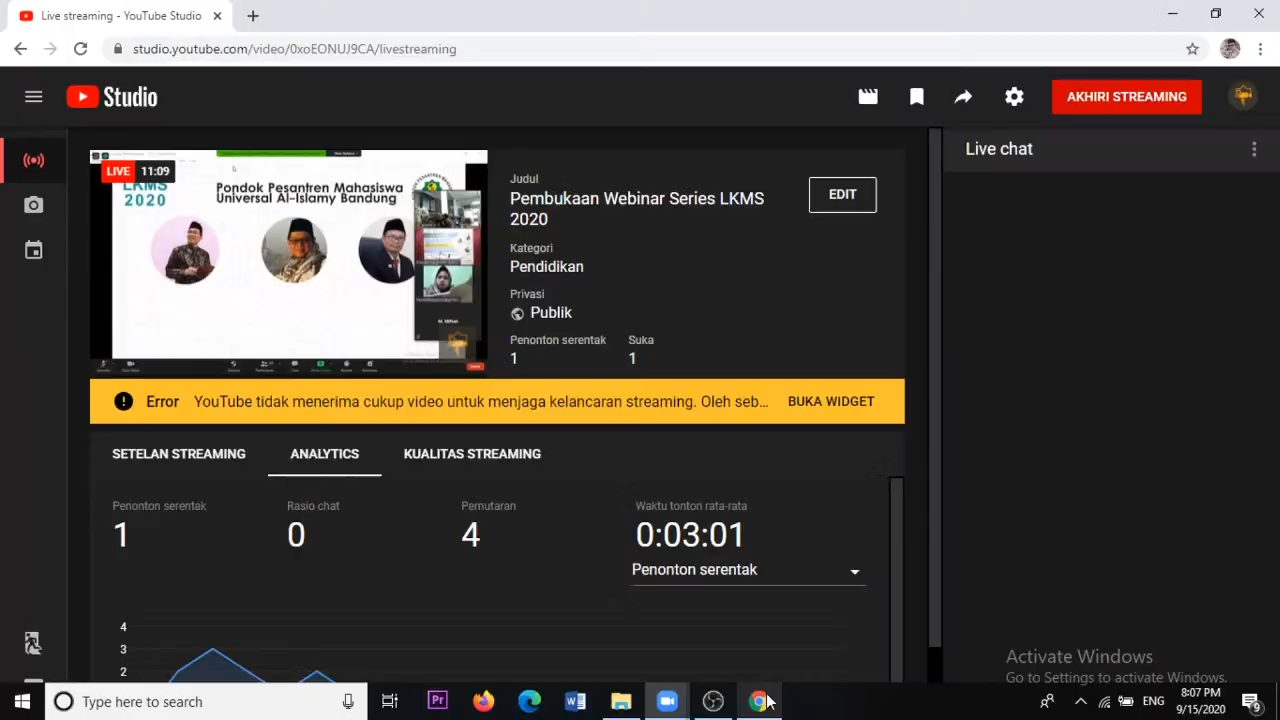 Live streaming - YouTube Studio
studio.youtube.com/video/0xoEONUJ9CA/livestreaming
Studio
AKHIRI STREAMING
LIVE 11:09
LKMS
2020
Pondok Pesantren Mahasiswa
Universal Al-Islamy Bandung
Judul
Pembukaan Webinar Series LKMS
2020
EDIT
Kategori
Pendidikan
Privasi
Publik
Penonton serentak
1
Suka
1
Live chat
Error YouTube tidak menerima cukup video untuk menjaga kelancaran streaming. Oleh seb... BUKA WIDGET
SETELAN STREAMING ANALYTICS KUALITAS STREAMING
Penonton serentak
1
Rasio chat
0
Pemutaran
4
Waktu tonton rata-rata
0:03:01
Penonton serentak
4
3
2
Activate Windows
Go to Settings to activate Windows.
Type here to search
Pr
ENG
8:07 PM
9/15/2020
9